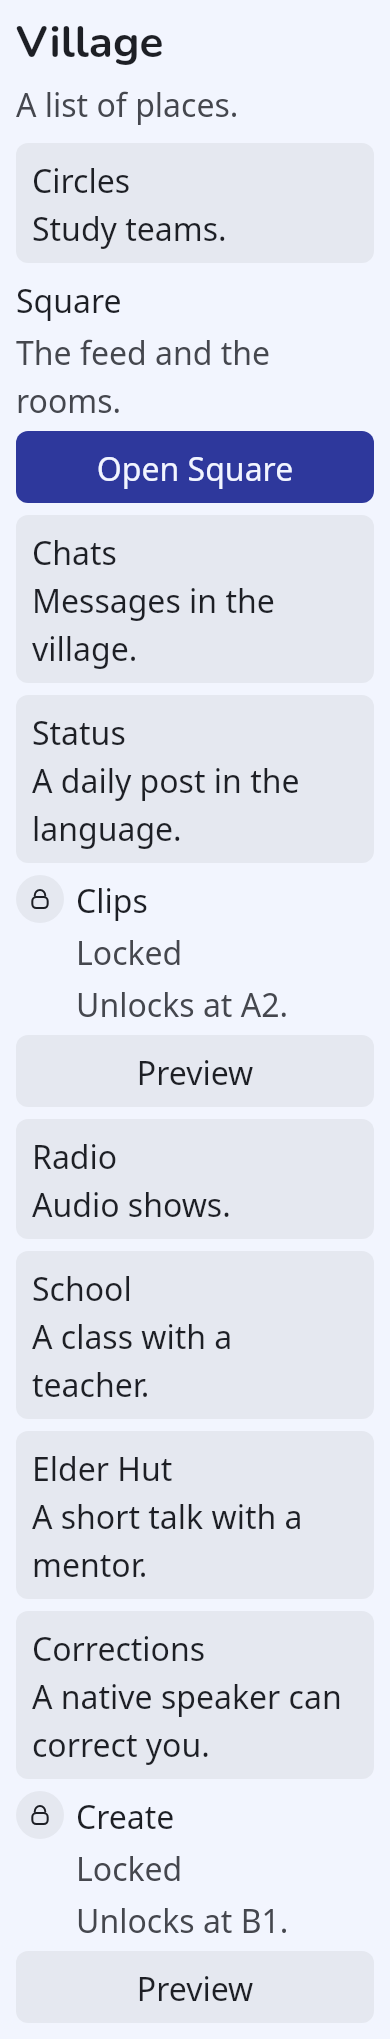 Village
A list of places.
Circles
Study teams.
Square
The feed and the
rooms.
Open Square
Chats
Messages in the
village.
Status
A daily post in the
language.
Clips
Locked
Unlocks at A2.
Preview
Radio
Audio shows.
School
A class with a
teacher.
Elder Hut
A short talk with a
mentor.
Corrections
A native speaker can
correct you.
Create
Locked
Unlocks at B1.
Preview